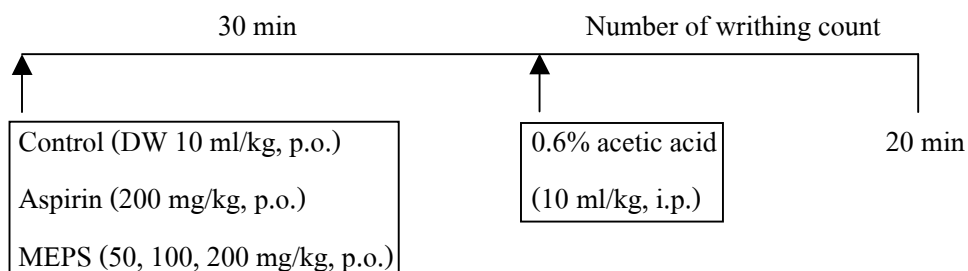 30 min
Number of writhing count
Control (DW 10 ml/kg, p.o.)
Aspirin (200 mg/kg, p.o.)
MEPS (50, 100, 200 mg/kg, p.o.)
0.6% acetic acid
(10 ml/kg, i.p.)
20 min